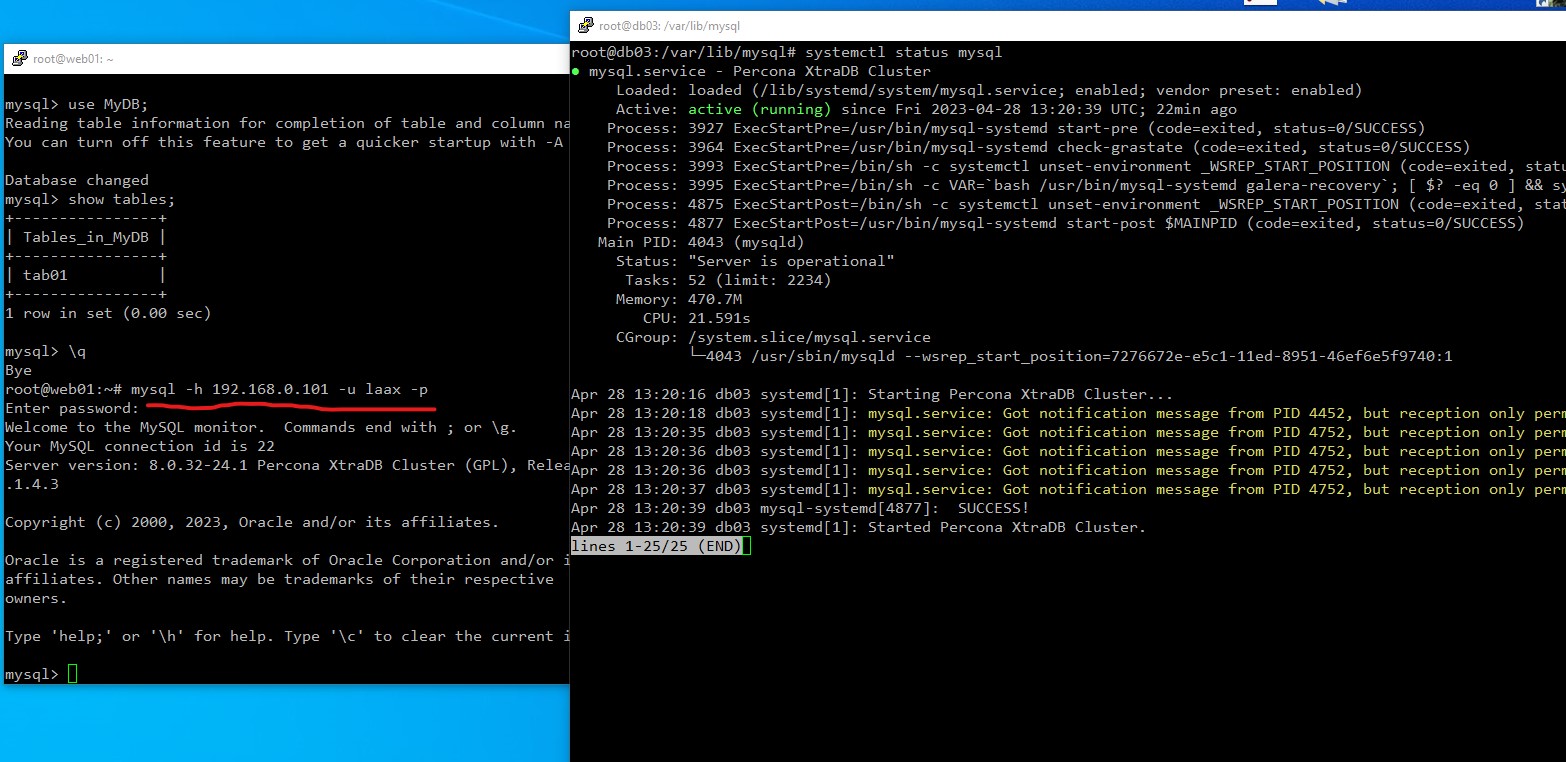 root@web01: ~
mysql> use MyDB;
Reading table information for completion of table and column na
You can turn off this feature to get a quicker startup with -A
Database changed
mysql> show tables;
+----------------+
| Tables_in_MyDB |
+----------------+
| tab01          |
+----------------+
1 row in set (0.00 sec)
mysql> \q
Bye
root@web01:~# mysql -h 192.168.0.101 -u laax -p
Enter password:
Welcome to the MySQL monitor.  Commands end with ; or \g.
Your MySQL connection id is 22
Server version: 8.0.32-24.1 Percona XtraDB Cluster (GPL), Relea
.1.4.3
Copyright (c) 2000, 2023, Oracle and/or its affiliates.
Oracle is a registered trademark of Oracle Corporation and/or i
affiliates. Other names may be trademarks of their respective
owners.
Type 'help;' or '\h' for help. Type '\c' to clear the current i
mysql>
root@db03: /var/lib/mysql
root@db03:/var/lib/mysql# systemctl status mysql
● mysql.service - Percona XtraDB Cluster
Loaded: loaded (/lib/systemd/system/mysql.service; enabled; vendor preset: enabled)
Active: active (running) since Fri 2023-04-28 13:20:39 UTC; 22min ago
Process: 3927 ExecStartPre=/usr/bin/mysql-systemd start-pre (code=exited, status=0/SUCCESS)
Process: 3964 ExecStartPre=/usr/bin/mysql-systemd check-grastate (code=exited, status=0/SUCCESS)
Process: 3993 ExecStartPre=/bin/sh -c systemctl unset-environment _WSREP_START_POSITION (code=exited, statu
Process: 3995 ExecStartPre=/bin/sh -c VAR=`bash /usr/bin/mysql-systemd galera-recovery`; [ $? -eq 0 ] && sy
Process: 4875 ExecStartPost=/bin/sh -c systemctl unset-environment _WSREP_START_POSITION (code=exited, stat
Process: 4877 ExecStartPost=/usr/bin/mysql-systemd start-post $MAINPID (code=exited, status=0/SUCCESS)
Main PID: 4043 (mysqld)
Status: "Server is operational"
Tasks: 52 (limit: 2234)
Memory: 470.7M
CPU: 21.591s
CGroup: /system.slice/mysql.service
└─4043 /usr/sbin/mysqld --wsrep_start_position=7276672e-e5c1-11ed-8951-46ef6e5f9740:1
Apr 28 13:20:16 db03 systemd[1]: Starting Percona XtraDB Cluster...
Apr 28 13:20:18 db03 systemd[1]: mysql.service: Got notification message from PID 4452, but reception only perm
Apr 28 13:20:35 db03 systemd[1]: mysql.service: Got notification message from PID 4752, but reception only perm
Apr 28 13:20:36 db03 systemd[1]: mysql.service: Got notification message from PID 4752, but reception only perm
Apr 28 13:20:36 db03 systemd[1]: mysql.service: Got notification message from PID 4752, but reception only perm
Apr 28 13:20:37 db03 systemd[1]: mysql.service: Got notification message from PID 4752, but reception only perm
Apr 28 13:20:39 db03 mysql-systemd[4877]:  SUCCESS!
Apr 28 13:20:39 db03 systemd[1]: Started Percona XtraDB Cluster.
lines 1-25/25 (END)